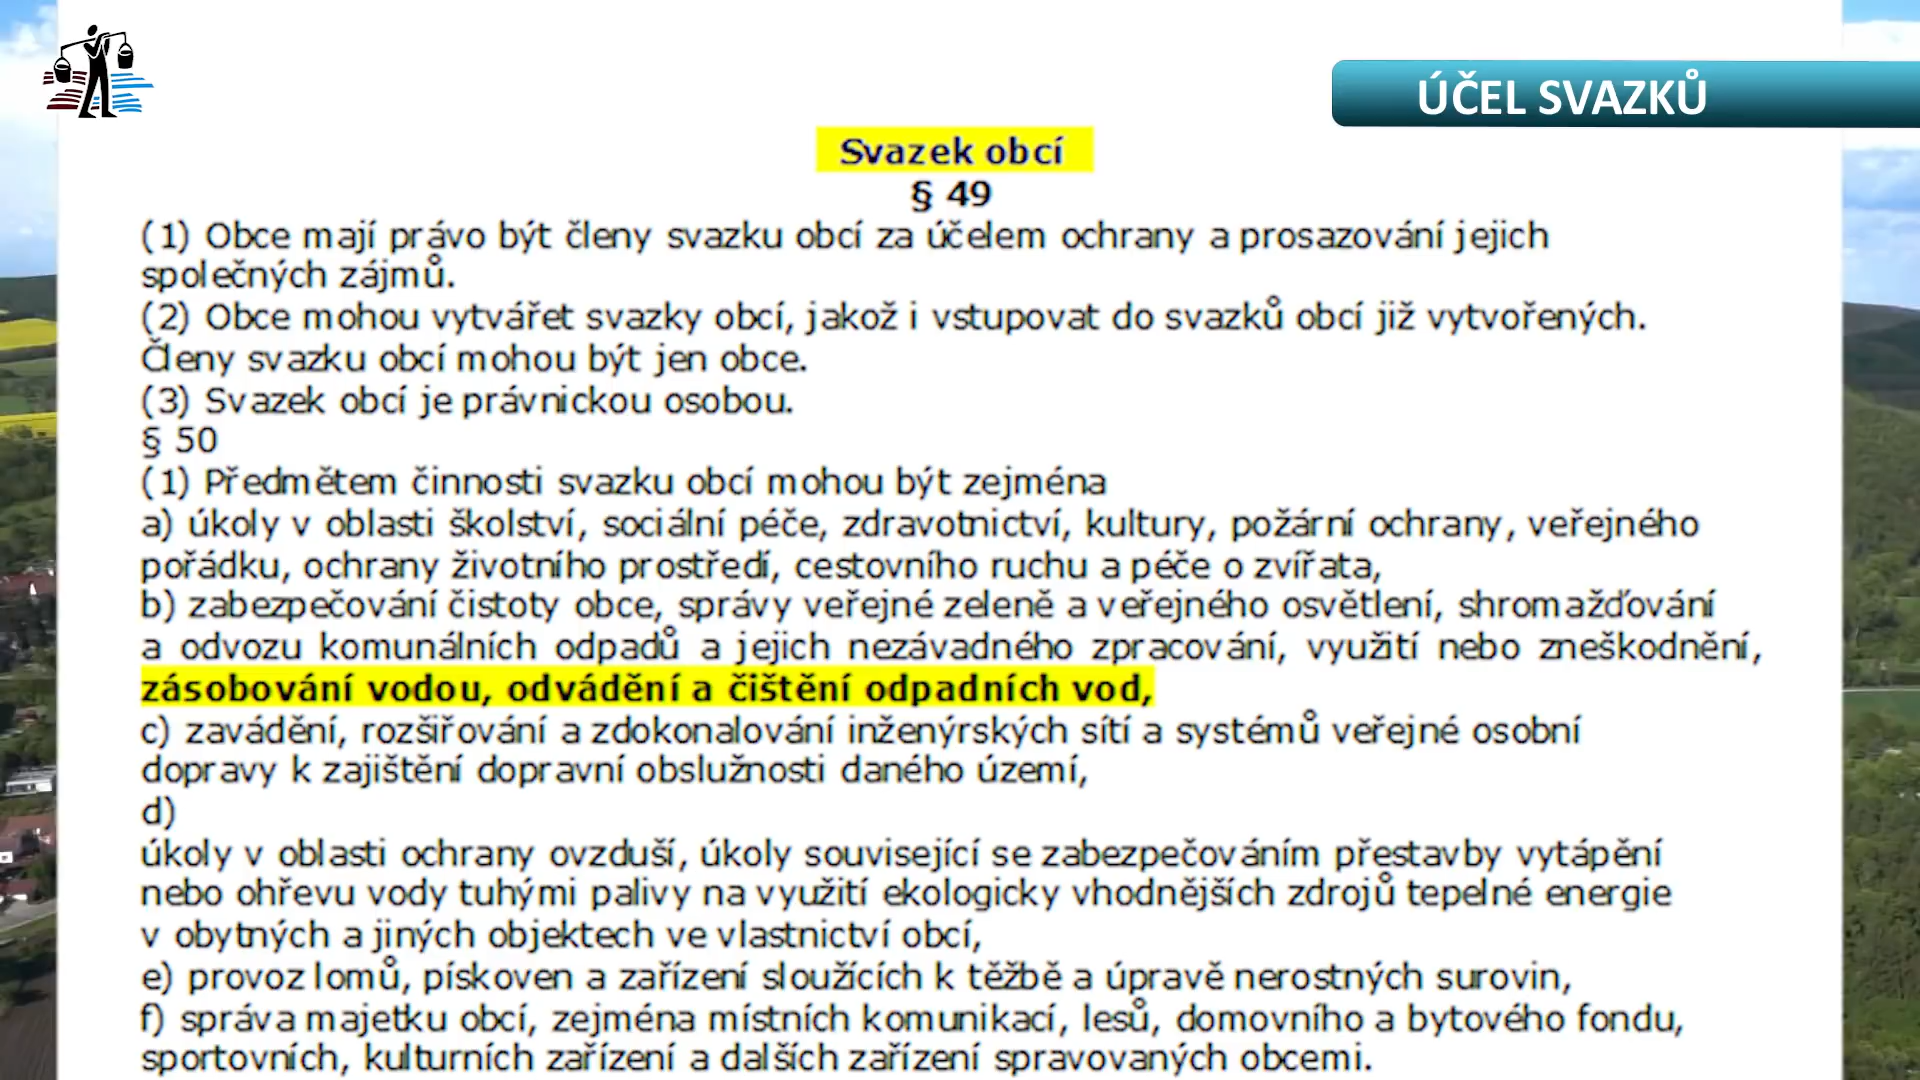 ÚČEL SVAZKŮ
Svazek obcí
§ 49
(1) Obce mají právo být členy svazku obcí za účelem ochrany a prosazování jejich
společných zájmů.
(2) Obce mohou vytvářet svazky obcí, jakož i vstupovat do svazků obcí již vytvořených.
Členy svazku obcí mohou být jen obce.
(3) Svazek obcí je právnickou osobou.
§ 50
(1) Předmětem činnosti svazku obcí mohou být zejména
a) úkoly v oblasti školství, sociální péče, zdravotnictví, kultury, požární ochrany, veřejného
pořádku, ochrany životního prostředí, cestovního ruchu a péče o zvířata,
b) zabezpečování čistoty obce, správy veřejné zeleně a veřejného osvětlení, shromažďování
a odvozu komunálních odpadů a jejich nezávadného zpracování, využití nebo zneškodnění,
zásobování vodou, odvádění a čištění odpadních vod,
c) zavádění, rozšiřování a zdokonalování inženýrských sítí a systémů veřejné osobní
dopravy k zajištění dopravní obslužnosti daného území,
d)
úkoly v oblasti ochrany ovzduší, úkoly související se zabezpečováním přestavby vytápění
nebo ohřevu vody tuhými palivy na využití ekologicky vhodnějších zdrojů tepelné energie
v obytných a jiných objektech ve vlastnictví obcí,
e) provoz lomů, pískoven a zařízení sloužících k těžbě a úpravě nerostných surovin,
f) správa majetku obcí, zejména místních komunikací, lesů, domovního a bytového fondu,
sportovních, kulturních zařízení a dalších zařízení spravovaných obcemi.